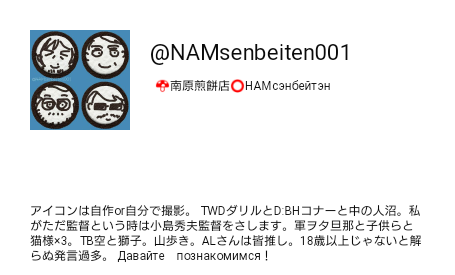 @NAMsenbeiten001
🍄南原煎餅店⭕НАМсэнбейтэн
アイコンは自作or自分で撮影。 TWDダリルとD:BHコナーと中の人沼。私
がただ監督という時は小島秀夫監督をさします。軍ヲタ旦那と子供らと
猫様×3。TB空と獅子。山歩き。ALさんは皆推し。18歳以上じゃないと解
らぬ発言過多。 Давайте　познакомимся！